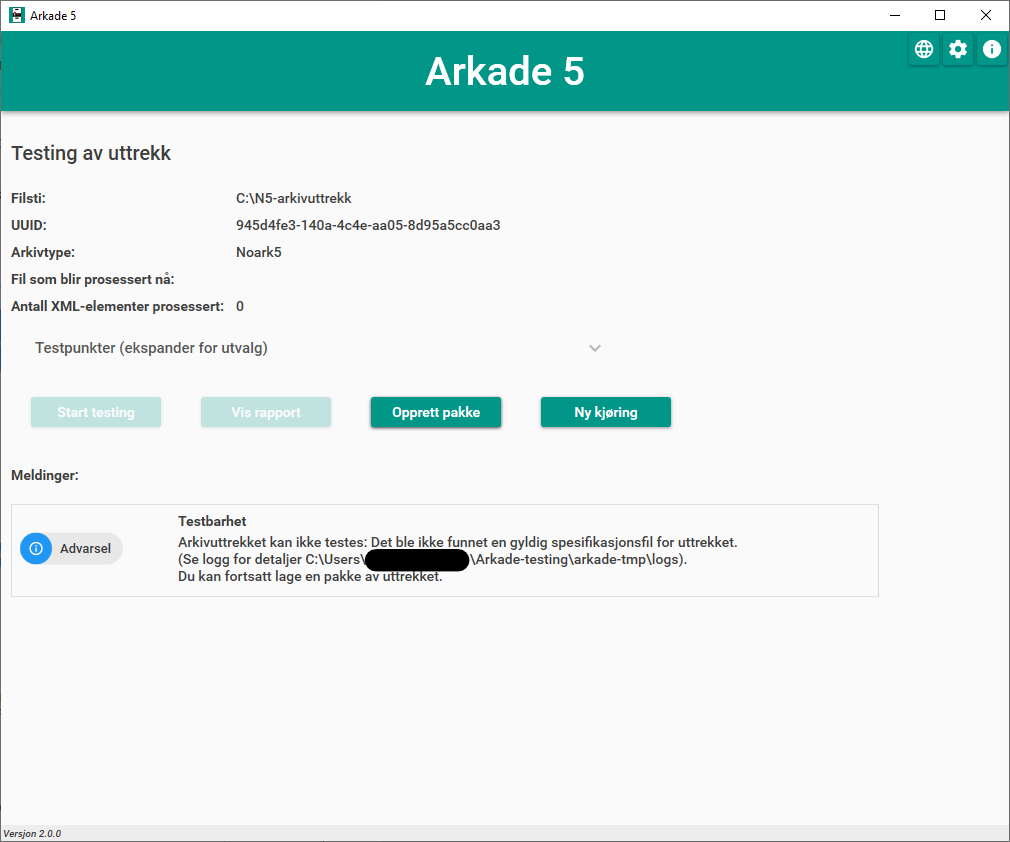 Arkade 5
Arkade 5
Testing av uttrekk
Filsti: C:\N5-arkivuttrekk
UUID: 945d4fe3-140a-4c4e-aa05-8d95a5cc0aa3
Arkivtype: Noark5
Fil som blir prosessert nå:
Antall XML-elementer prosessert: 0
Testpunkter (ekspander for utvalg)
Start testing Vis rapport Opprett pakke Ny kjøring
Meldinger:
Testbarhet
Advarsel
Arkivuttrekket kan ikke testes: Det ble ikke funnet en gyldig spesifikasjonsfil for uttrekket.
(Se logg for detaljer C:\Users\ \Arkade-testing\arkade-tmp\logs).
Du kan fortsatt lage en pakke av uttrekket.
Versjon 2.0.0